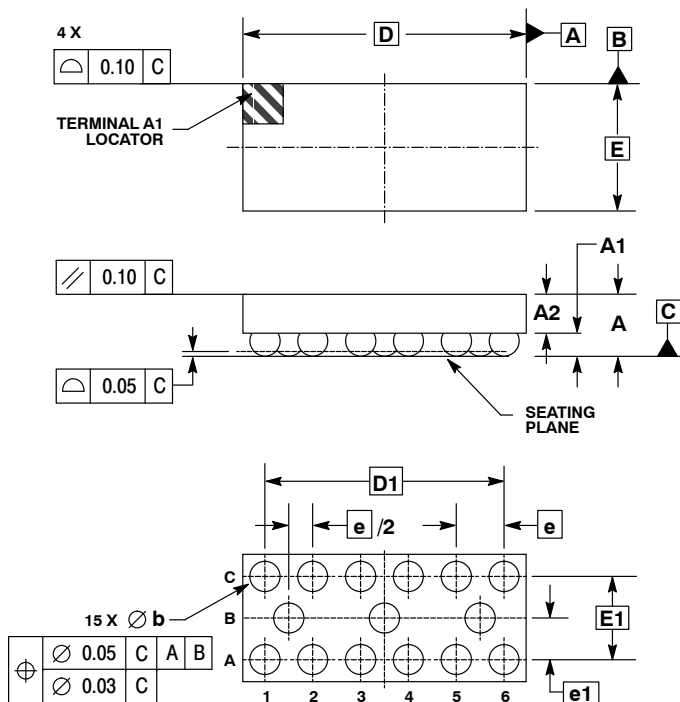 4 X
D
A
B
⌓ 0.10 C
TERMINAL A1
LOCATOR
E
A1
// 0.10 C
A2
A
C
⌓ 0.05 C
SEATING
PLANE
D1
e /2
e
C
15 X ∅ b
B
E1
⌖ ∅ 0.05 C A B
∅ 0.03 C
A
1 2 3 4 5 6
e1